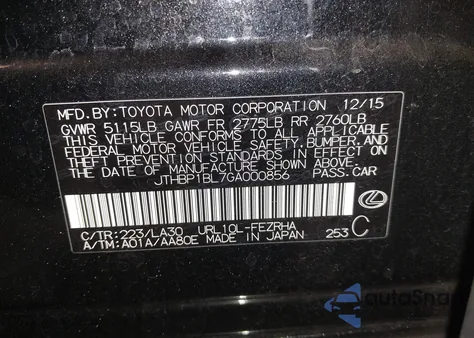 MFD.BY:TOYOTA MOTOR CORPORATION 12/15
GVWR 5115LB GAWR FR 2775LB RR 2760LB
THIS VEHICLE CONFORMS TO ALL APPLICABLE
FEDERAL MOTOR VEHICLE SAFETY,BUMPER,AND
THEFT PREVENTION STANDARDS IN EFFECT ON
THE DATE OF MANUFACTURE SHOWN ABOVE.
JTHBP1BL7GA000856 PASS.CAR
C/TR:223/LA30 URL10L-FEZRHA
A/TM:A01A/AA80E MADE IN JAPAN 253 C
autoSnap